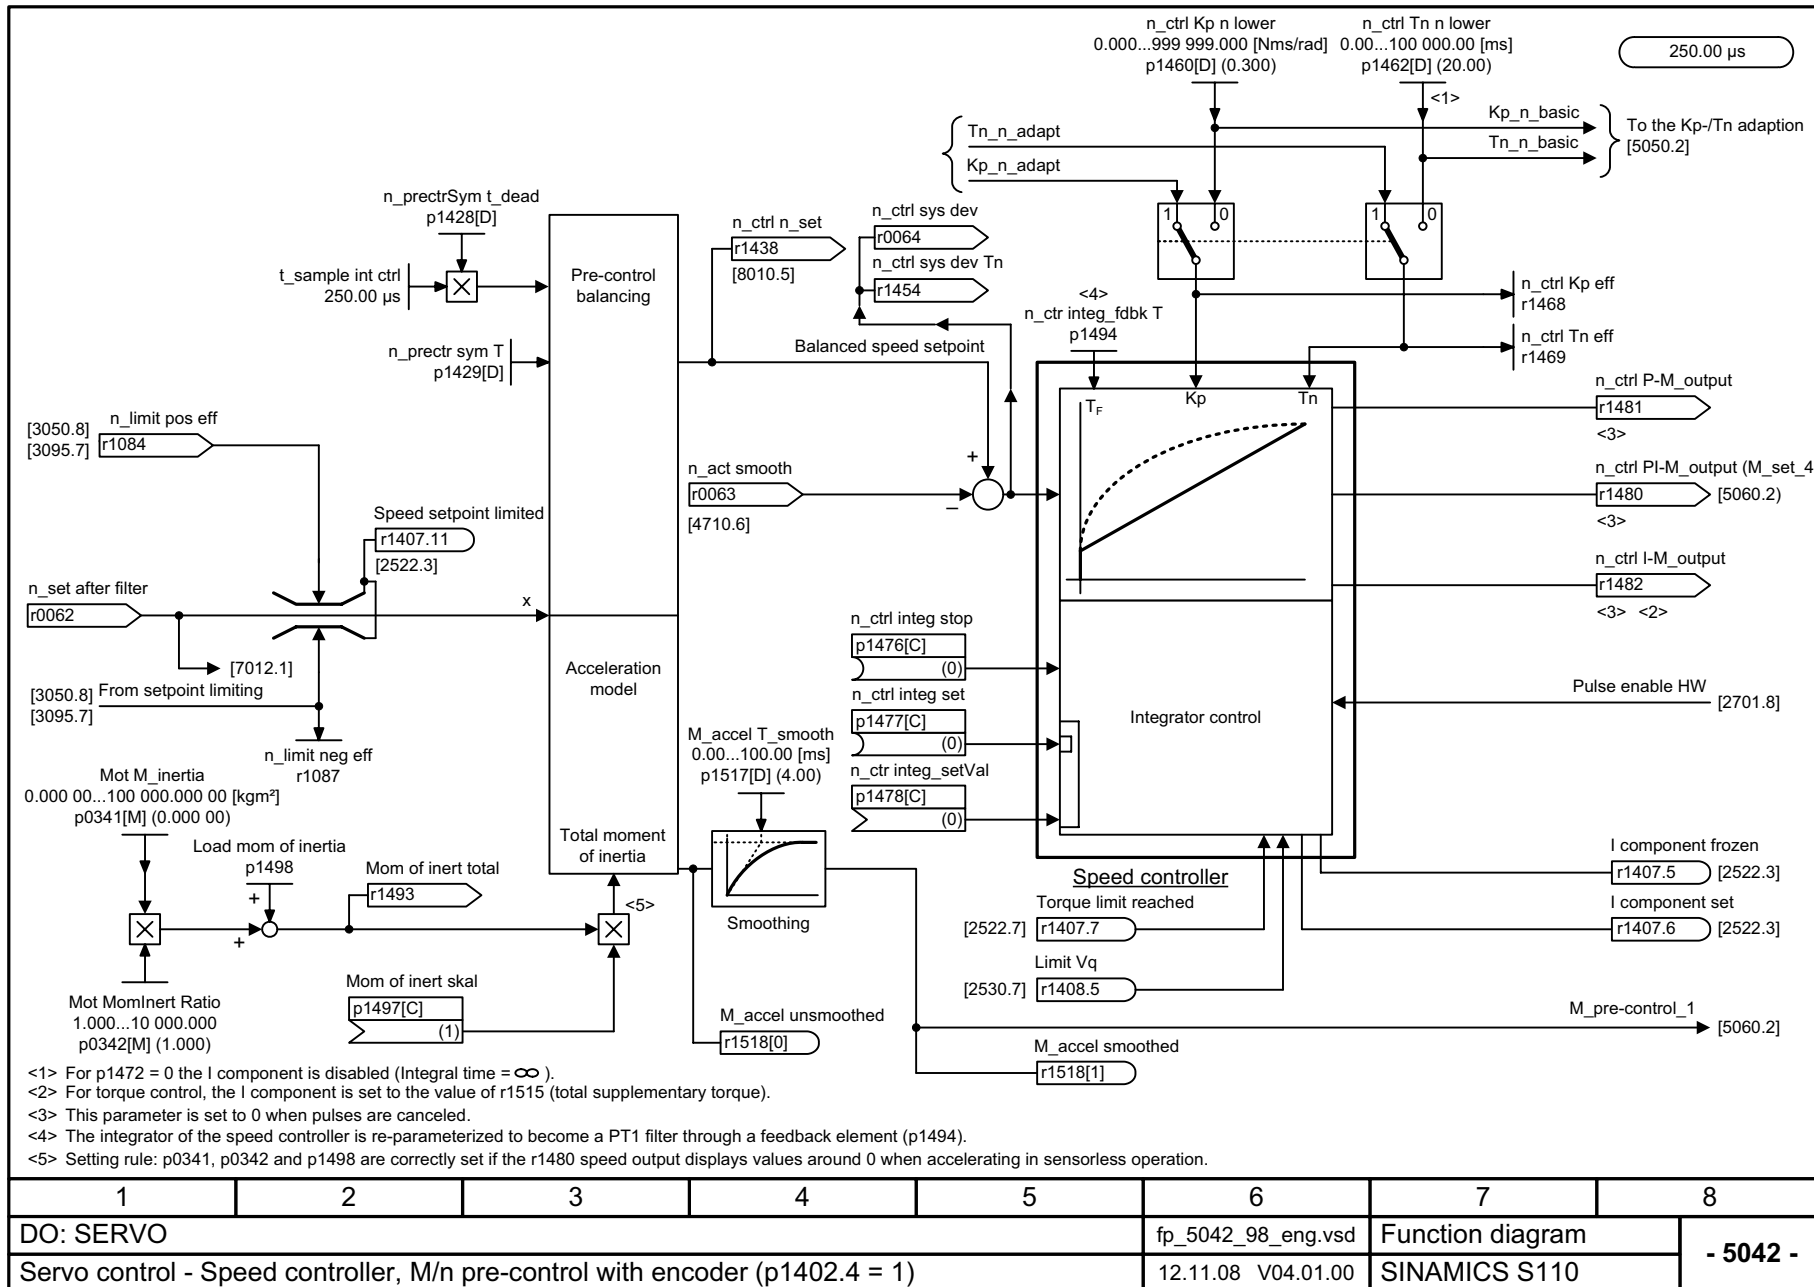 n_ctrl Kp n lower
0.000...999 999.000 [Nms/rad]
p1460[D] (0.300)
n_ctrl Tn n lower
0.00...100 000.00 [ms]
p1462[D] (20.00)
<1>
250.00 µs
Kp_n_basic
Tn_n_basic
To the Kp-/Tn adaption
[5050.2]
Tn_n_adapt
Kp_n_adapt
1 0
1 0
n_prectrSym t_dead
p1428[D]
t_sample int ctrl
250.00 µs
X
n_prectr sym T
p1429[D]
Pre-control
balancing
n_ctrl n_set
r1438
[8010.5]
n_ctrl sys dev
r0064
n_ctrl sys dev Tn
r1454
Balanced speed setpoint
<4>
n_ctr integ_fdbk T
p1494
n_ctrl Kp eff
r1468
n_ctrl Tn eff
r1469
TF
Kp
Tn
n_ctrl P-M_output
r1481
<3>
n_ctrl PI-M_output (M_set_4
r1480
[5060.2)
<3>
n_ctrl I-M_output
r1482
<3> <2>
[3050.8]
[3095.7]
n_limit pos eff
r1084
n_act smooth
r0063
[4710.6]
+
–
Speed setpoint limited
r1407.11
[2522.3]
n_set after filter
r0062
x
[7012.1]
[3050.8]
[3095.7]
From setpoint limiting
n_limit neg eff
r1087
Acceleration
model
Total moment
of inertia
n_ctrl integ stop
p1476[C]
(0)
n_ctrl integ set
p1477[C]
(0)
n_ctr integ_setVal
p1478[C]
(0)
Integrator control
Pulse enable HW
[2701.8]
Speed controller
Mot M_inertia
0.000 00...100 000.000 00 [kgm²]
p0341[M] (0.000 00)
Load mom of inertia
p1498
+
+
X
Mom of inert total
r1493
<5>
X
Mot MomInert Ratio
1.000...10 000.000
p0342[M] (1.000)
Mom of inert skal
p1497[C]
(1)
M_accel T_smooth
0.00...100.00 [ms]
p1517[D] (4.00)
Smoothing
M_accel unsmoothed
r1518[0]
Torque limit reached
[2522.7]
r1407.7
Limit Vq
[2530.7]
r1408.5
I component frozen
r1407.5
[2522.3]
I component set
r1407.6
[2522.3]
M_pre-control_1
[5060.2]
M_accel smoothed
r1518[1]
<1> For p1472 = 0 the I component is disabled (Integral time = ∞ ).
<2> For torque control, the I component is set to the value of r1515 (total supplementary torque).
<3> This parameter is set to 0 when pulses are canceled.
<4> The integrator of the speed controller is re-parameterized to become a PT1 filter through a feedback element (p1494).
<5> Setting rule: p0341, p0342 and p1498 are correctly set if the r1480 speed output displays values around 0 when accelerating in sensorless operation.
1 2 3 4 5 6 7 8
DO: SERVO
fp_5042_98_eng.vsd
Function diagram
- 5042 -
Servo control - Speed controller, M/n pre-control with encoder (p1402.4 = 1)
12.11.08 V04.01.00
SINAMICS S110